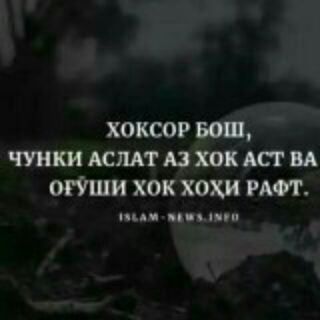 ХОКСОР БОШ,
ЧУНКИ АСЛАТ АЗ ХОК АСТ ВА
ОҒӮШИ ХОК ХОҲИ РАФТ.
ISLAM-NEWS.INFO